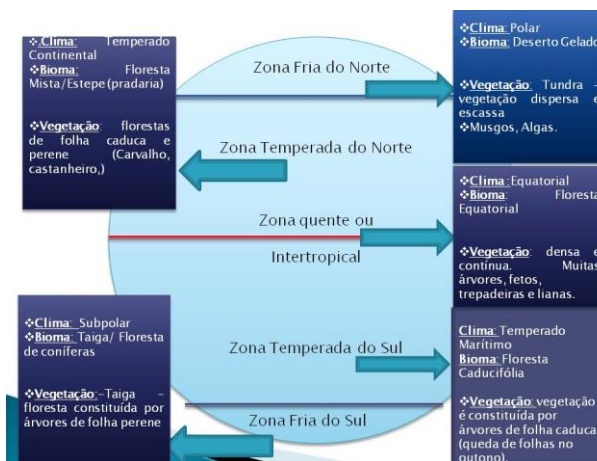 ❖.Clima: Temperado
Continental
❖Bioma: Floresta
Mista/Estepe (pradaria)
❖Vegetação: florestas
de folha caduca e
perene (Carvalho,
castanheiro,)
Zona Fria do Norte
❖Clima: Polar
❖Bioma: Deserto Gelado
❖Vegetação: Tundra –
vegetação dispersa e
escassa
❖Musgos, Algas.
Zona Temperada do Norte
Zona quente ou
Intertropical
❖Clima:Equatorial
❖Bioma: Floresta
Equatorial
❖Vegetação: densa e
contínua. Muitas
árvores, fetos,
trepadeiras e lianas.
❖Clima: Subpolar
❖Bioma: Taiga/ Floresta
de coníferas
❖Vegetação:-Taiga –
floresta constituída por
árvores de folha perene
Zona Temperada do Sul
Clima: Temperado
Marítimo
Bioma:Floresta
Caducifólia
❖Vegetação: vegetação
é constituída por
árvores de folha caduca
(queda de folhas no
outono).
Zona Fria do Sul